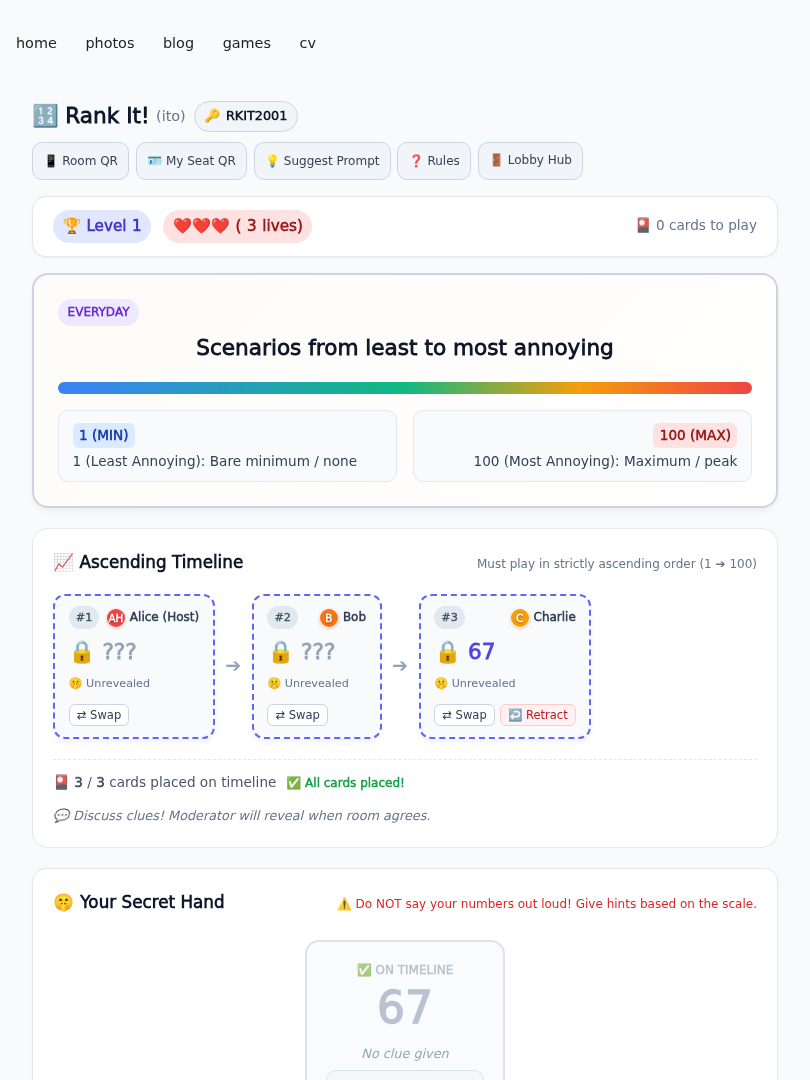 home photos blog games cv
🔢 Rank It! (ito) 🔑 RKIT2001
📱 Room QR 🪪 My Seat QR 💡 Suggest Prompt ❓ Rules 🚪 Lobby Hub
🏆 Level 1 ❤️❤️❤️ ( 3 lives) 🎴 0 cards to play
EVERYDAY
Scenarios from least to most annoying
1 (MIN) 100 (MAX)
1 (Least Annoying): Bare minimum / none 100 (Most Annoying): Maximum / peak
📈 Ascending Timeline Must play in strictly ascending order (1 → 100)
#1 AH Alice (Host) #2 B Bob #3 C Charlie
🔒 ??? 🔒 ??? 🔒 67
🤫 Unrevealed → 🤫 Unrevealed → 🤫 Unrevealed
⇄ Swap ⇄ Swap ⇄ Swap ↩️ Retract
🎴 3 / 3 cards placed on timeline ✅ All cards placed!
💬 Discuss clues! Moderator will reveal when room agrees.
🤫 Your Secret Hand ⚠️ Do NOT say your numbers out loud! Give hints based on the scale.
✅ ON TIMELINE
67
No clue given